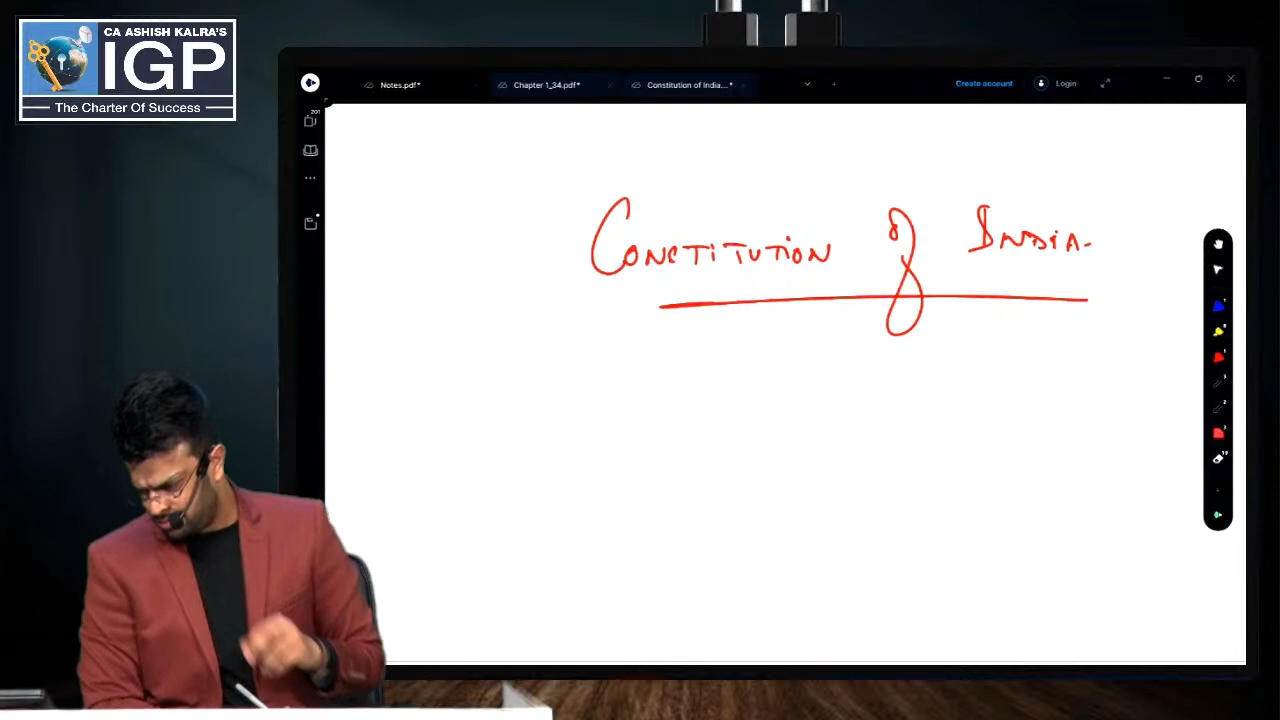 CA ASHISH KALRA'S
IGP
The Charter Of Success
Notes.pdf*
Chapter 1_34.pdf*
Constitution of India....*
Create account
Login
201
CONSTITUTION of INDIA